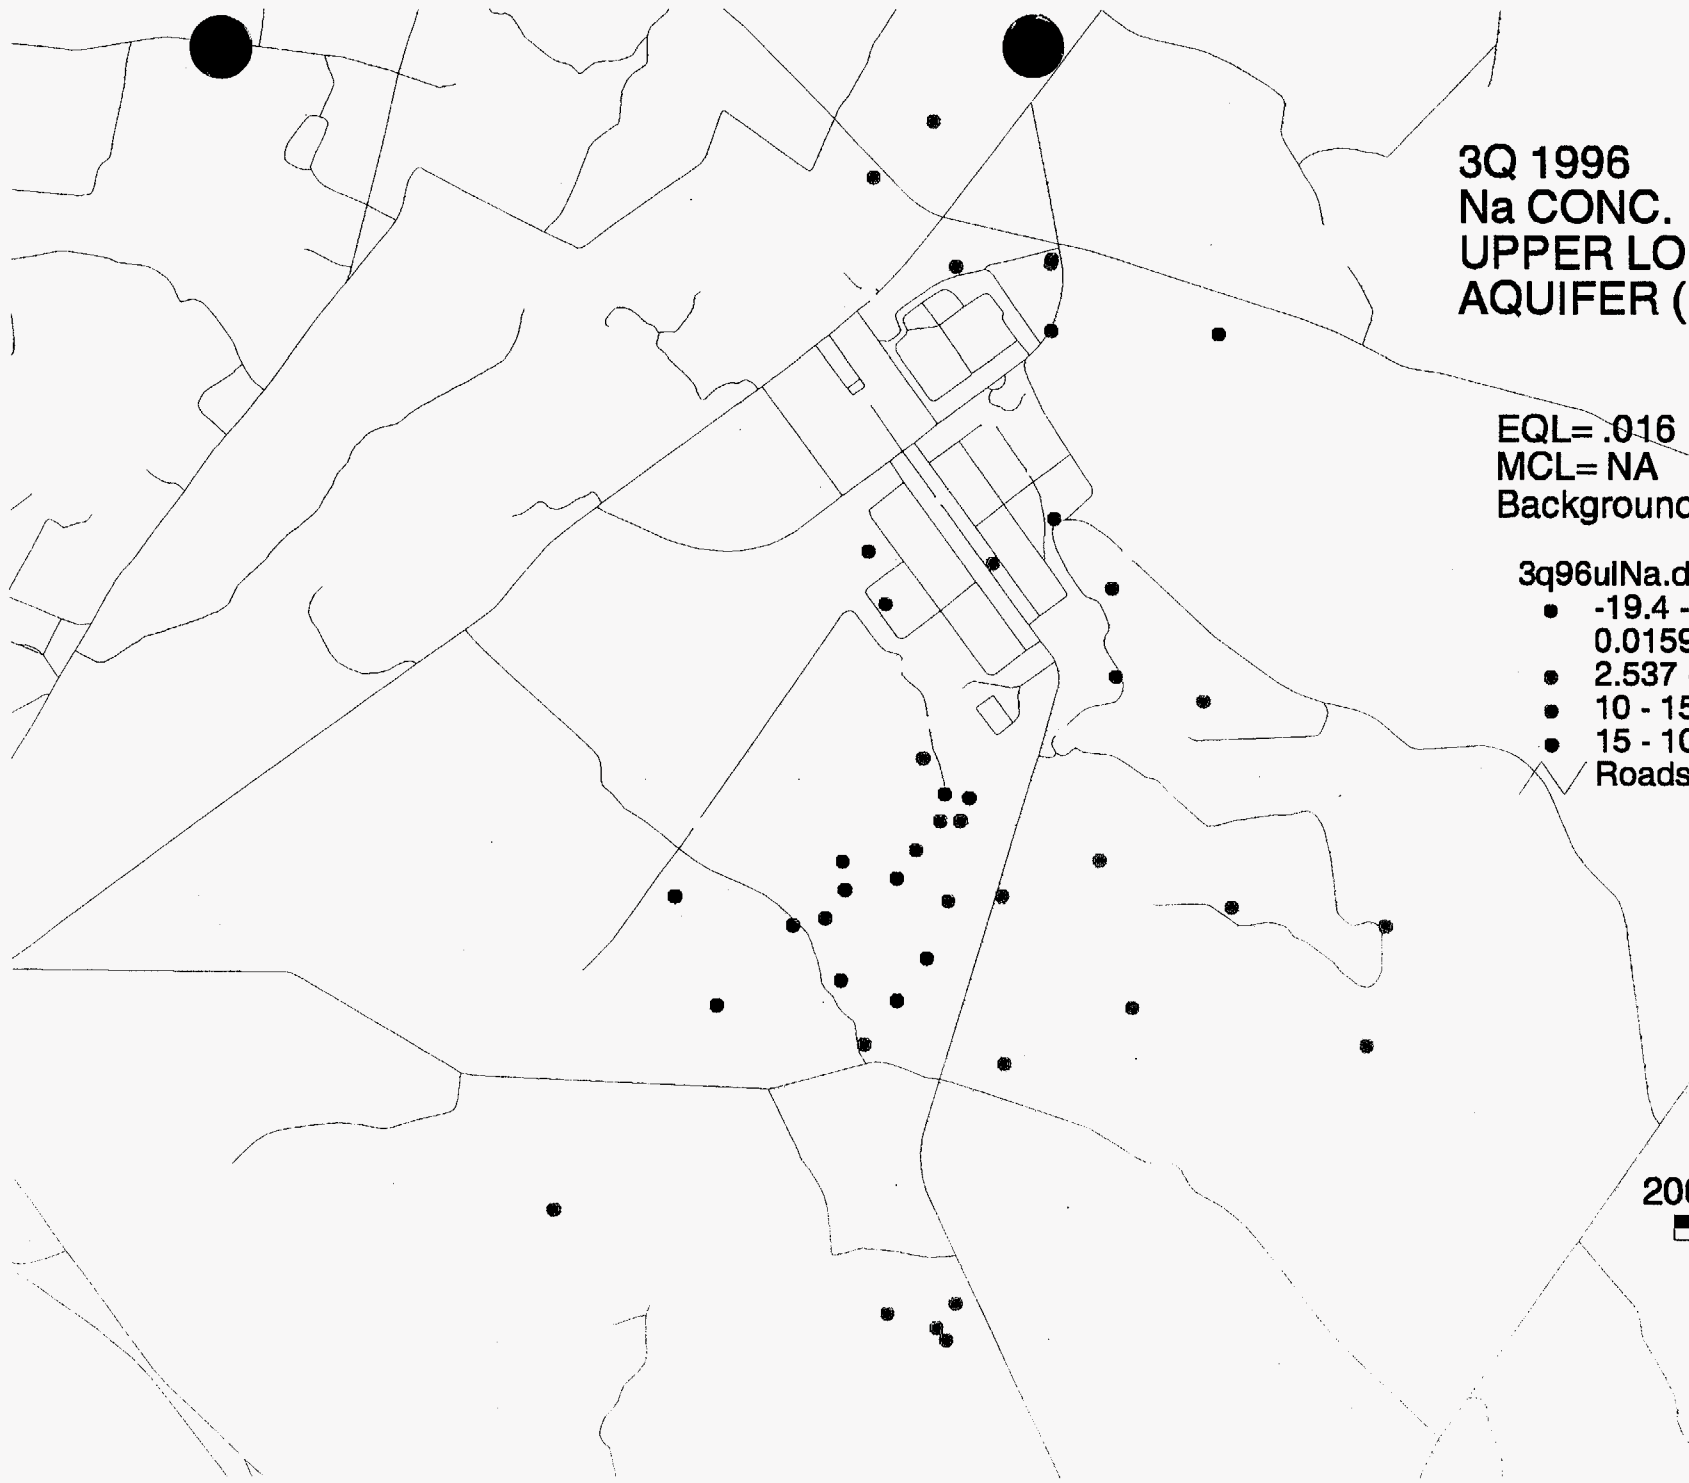 3Q 1996
Na CONC.
UPPER LO
AQUIFER (
EQL= .016
MCL= NA
Background
3q96ulNa.d
-19.4 -
0.0159
2.537
10 - 15
15 - 10
Roads
200